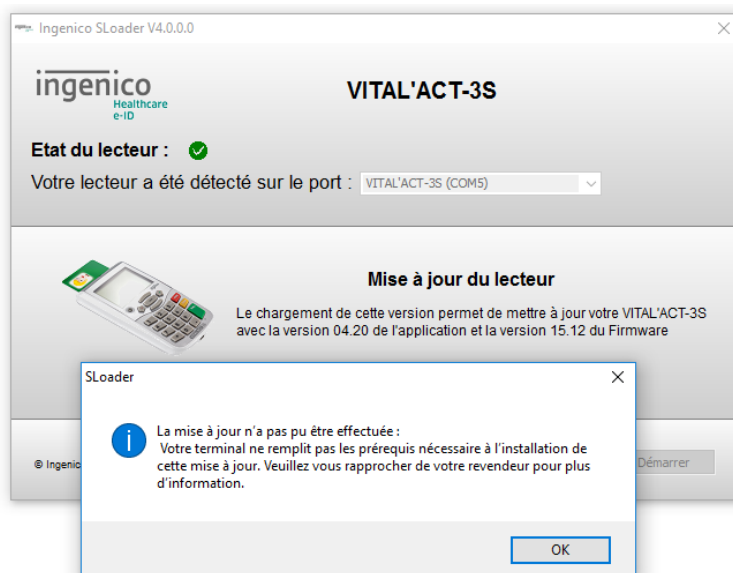 Ingenico SLoader V4.0.0.0
ingenico
Healthcare
e-ID
VITAL'ACT-3S
Etat du lecteur :
Votre lecteur a été détecté sur le port : VITAL'ACT-3S (COM5)
Mise à jour du lecteur
Le chargement de cette version permet de mettre à jour votre VITAL'ACT-3S
avec la version 04.20 de l'application et la version 15.12 du Firmware
SLoader
La mise à jour n'a pas pu être effectuée :
Votre terminal ne remplit pas les prérequis nécessaire à l'installation de
cette mise à jour. Veuillez vous rapprocher de votre revendeur pour plus
d'information.
© Ingenic
Démarrer
OK